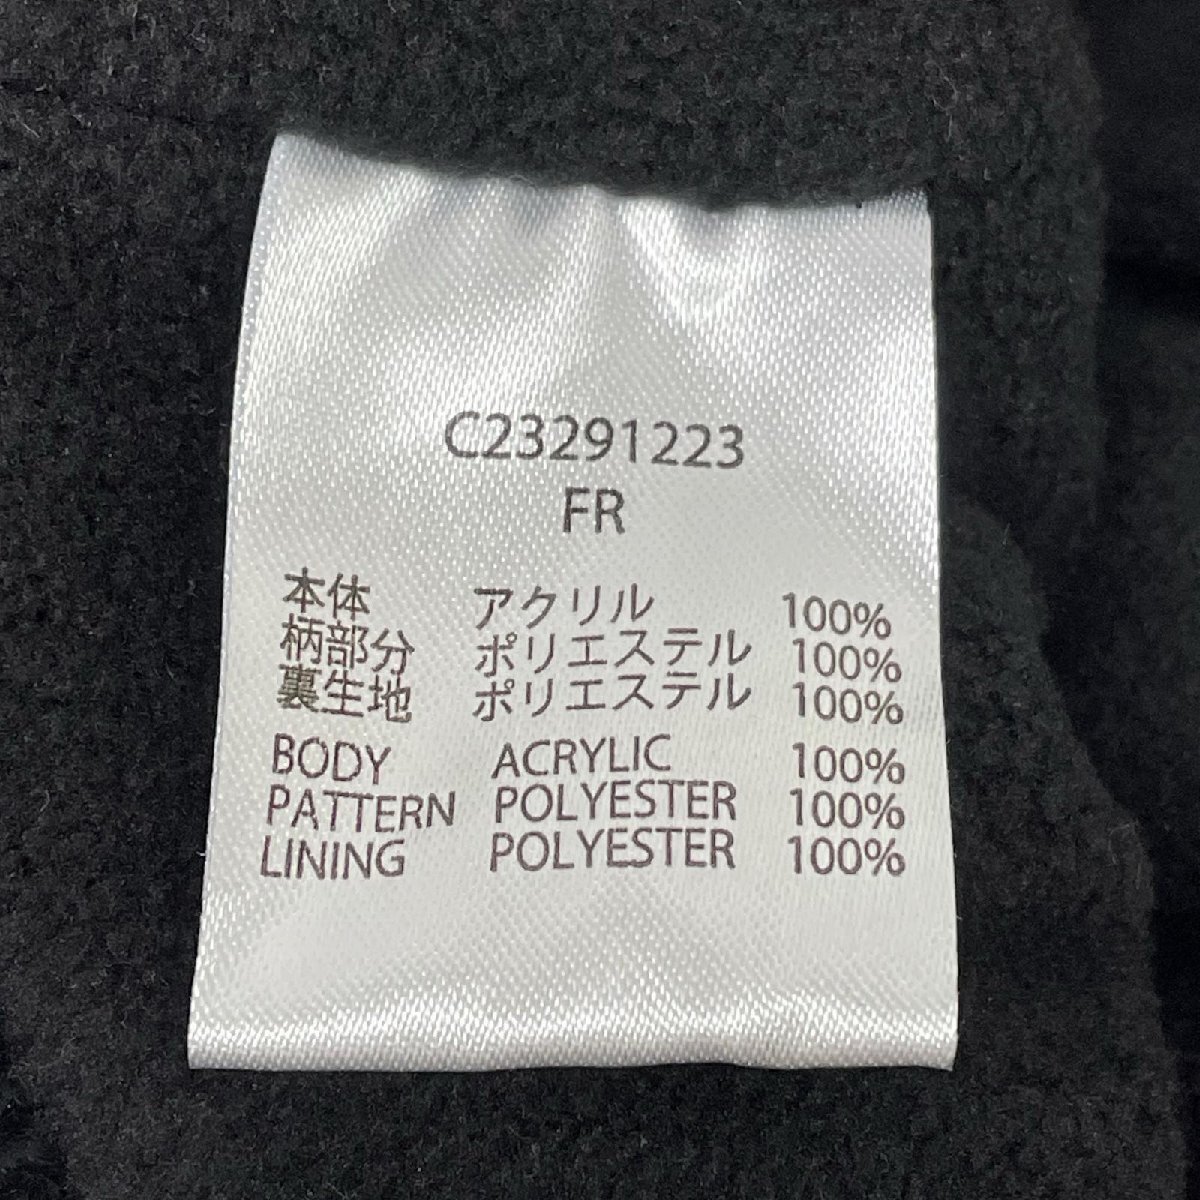 C23291223
FR
本体 アクリル 100%
柄部分 ポリエステル 100%
裏生地 ポリエステル 100%
BODY ACRYLIC 100%
PATTERN POLYESTER 100%
LINING POLYESTER 100%